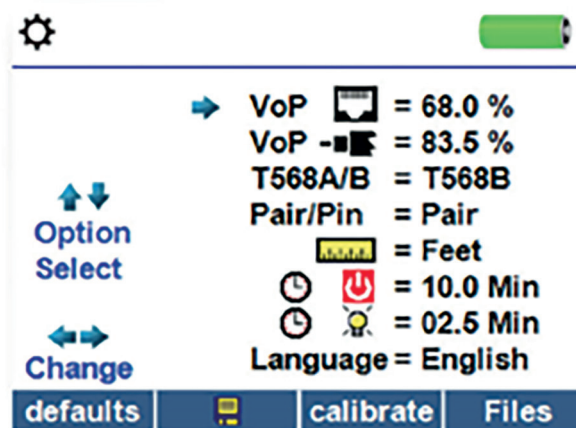 VoP = 68.0 %
VoP = 83.5 %
T568A/B = T568B
Pair/Pin = Pair
= Feet
= 10.0 Min
= 02.5 Min
Language = English
Option
Select
Change
defaults
calibrate
Files